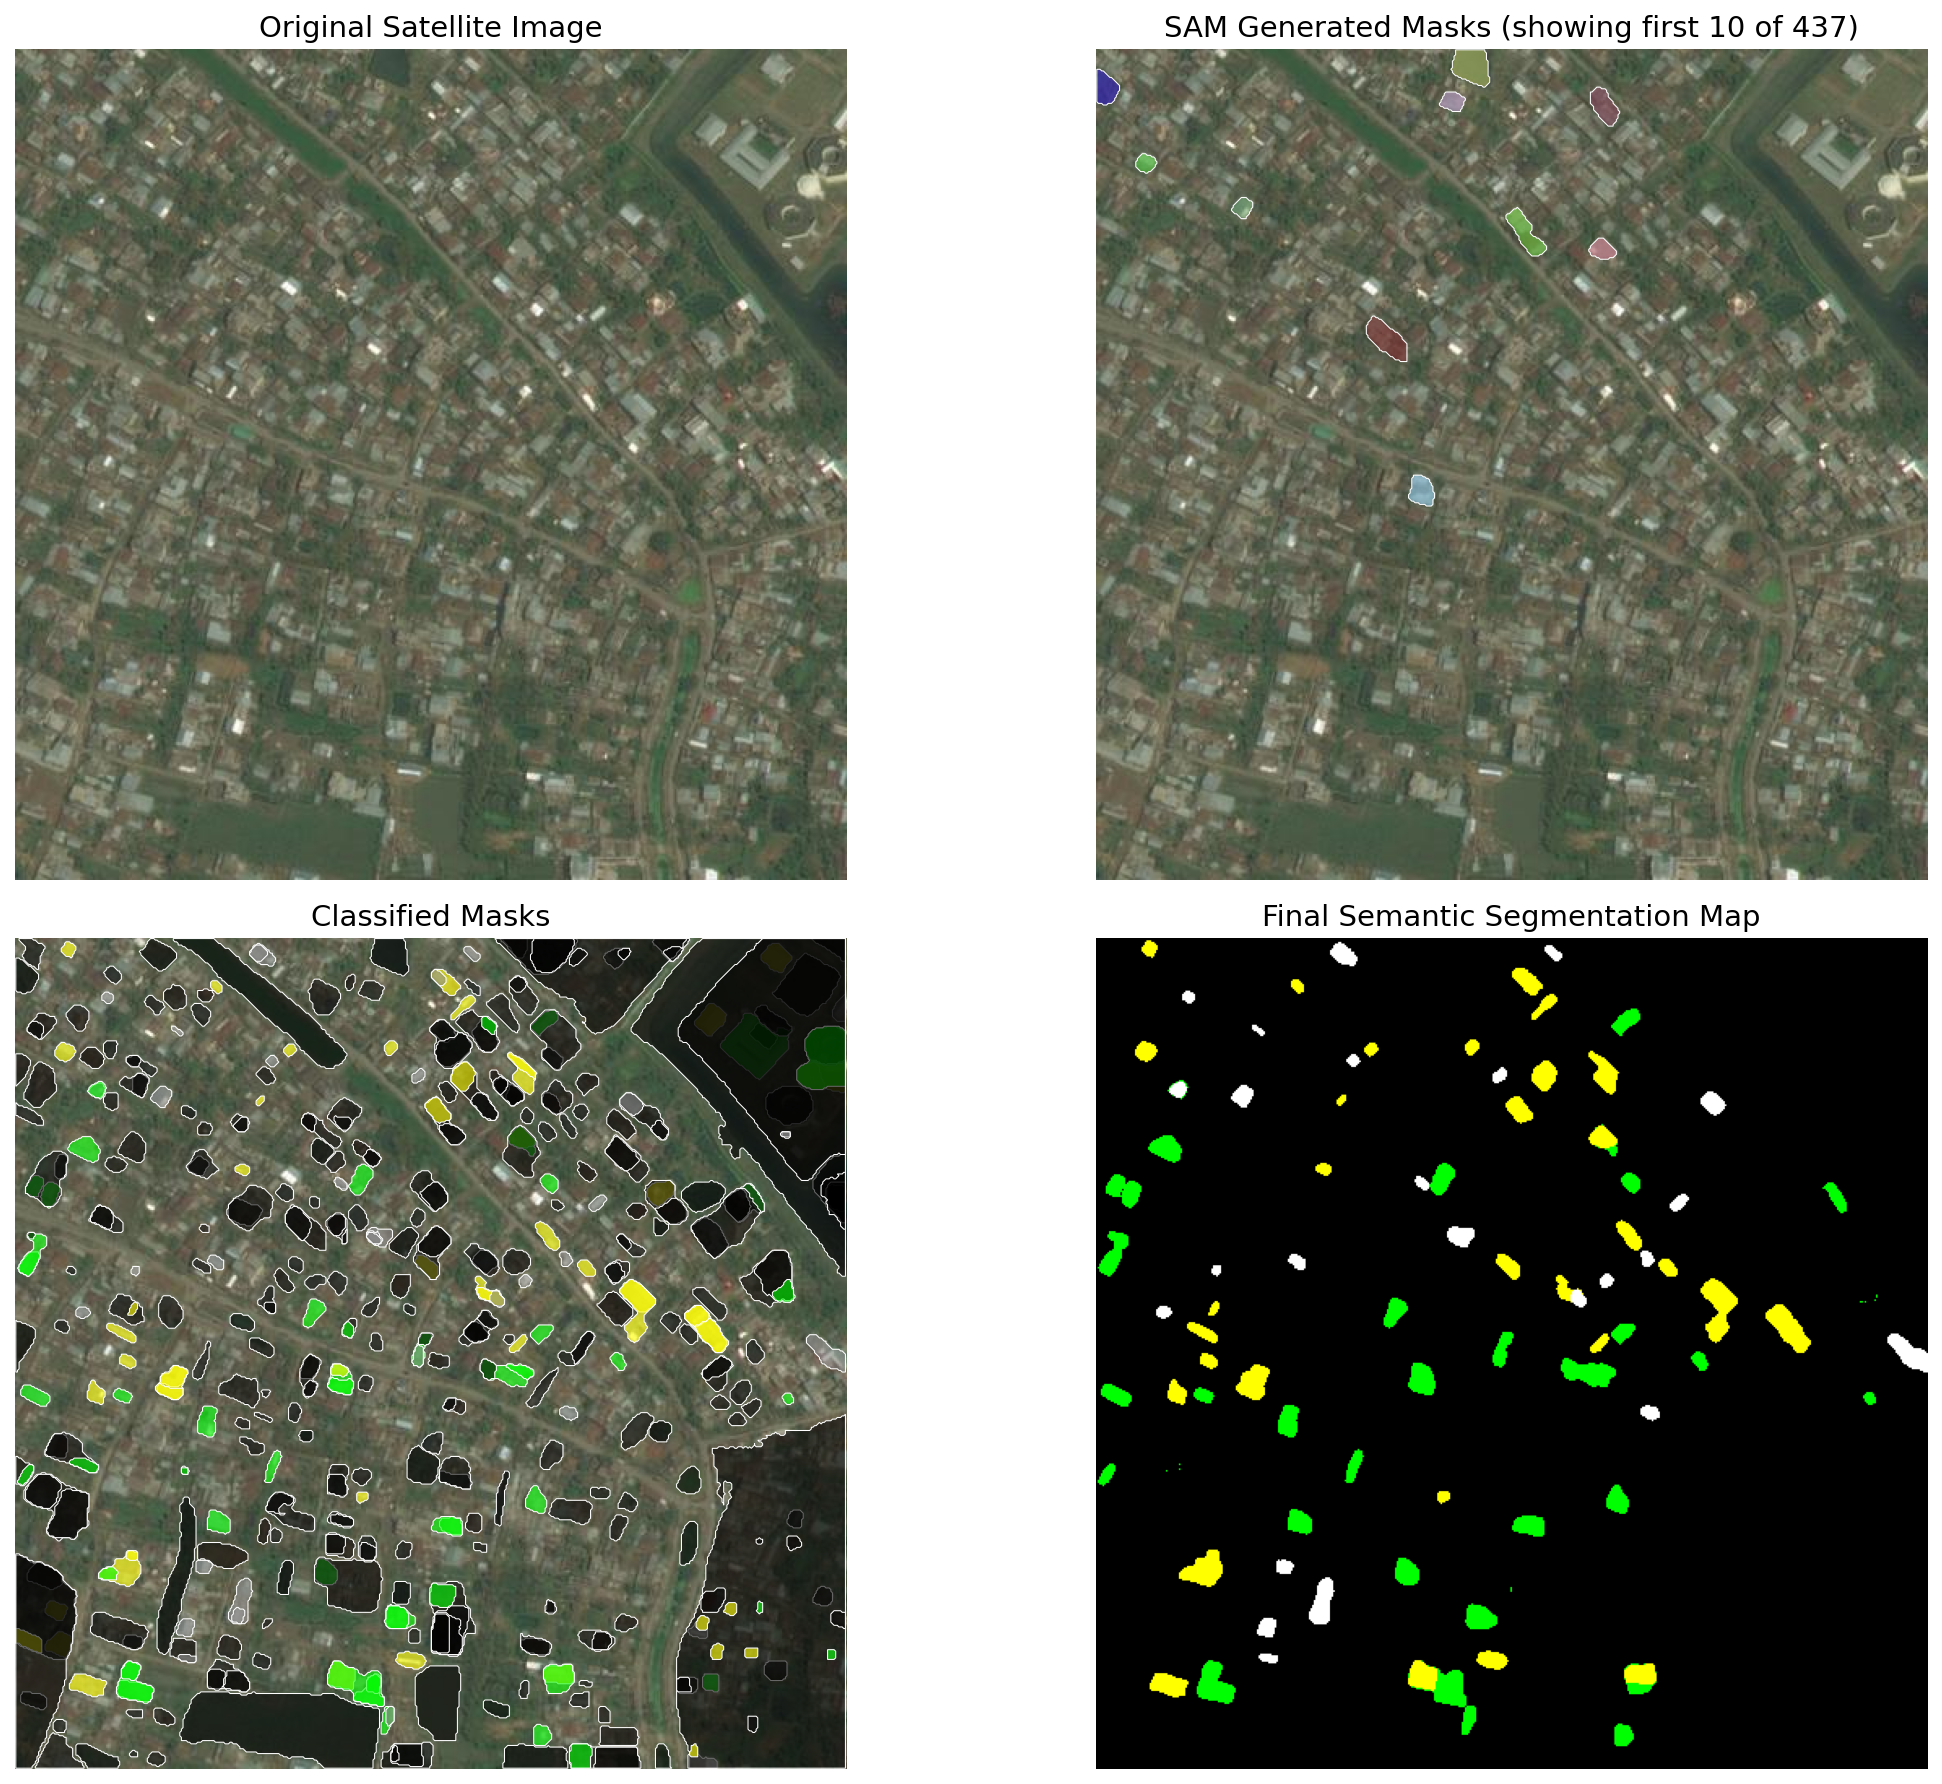 Original Satellite Image
SAM Generated Masks (showing first 10 of 437)
Classified Masks
Final Semantic Segmentation Map